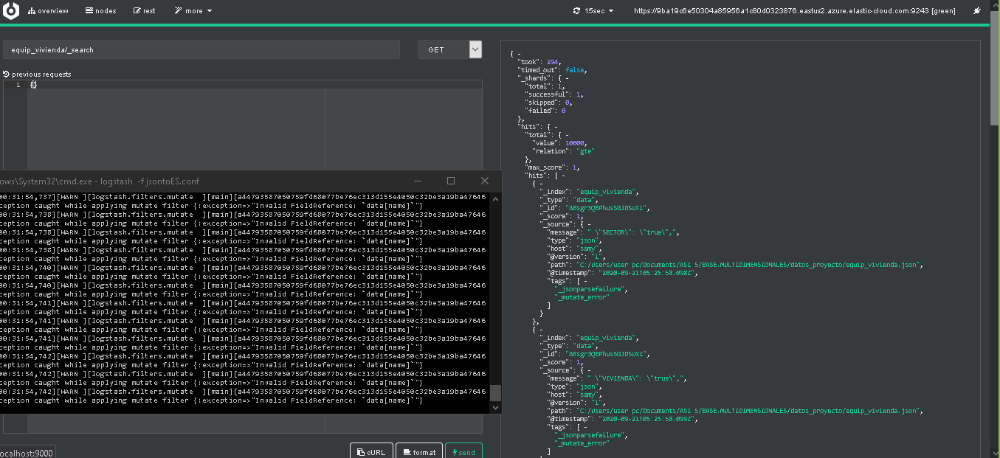 overview nodes rest more 15sec https://9ba19c6e50304a85956a1c80d0323876.eastus2.azure.elastic-cloud.com:9243 [green]
equip_vivienda/_search GET
previous requests
1 {}
ows\System32\cmd.exe - logstash -f jsontoES.conf
00:31:54,737][WARN ][logstash.filters.mutate ][main][a44793587050759fd68077be76ec313d155e4050c32be3a19ba47646
ception caught while applying mutate filter {:exception=>"Invalid FieldReference: `data[name]`"}
00:31:54,738][WARN ][logstash.filters.mutate ][main][a44793587050759fd68077be76ec313d155e4050c32be3a19ba47646
ception caught while applying mutate filter {:exception=>"Invalid FieldReference: `data[name]`"}
00:31:54,738][WARN ][logstash.filters.mutate ][main][a44793587050759fd68077be76ec313d155e4050c32be3a19ba47646
ception caught while applying mutate filter {:exception=>"Invalid FieldReference: `data[name]`"}
00:31:54,738][WARN ][logstash.filters.mutate ][main][a44793587050759fd68077be76ec313d155e4050c32be3a19ba47646
ception caught while applying mutate filter {:exception=>"Invalid FieldReference: `data[name]`"}
00:31:54,740][WARN ][logstash.filters.mutate ][main][a44793587050759fd68077be76ec313d155e4050c32be3a19ba47646
ception caught while applying mutate filter {:exception=>"Invalid FieldReference: `data[name]`"}
00:31:54,740][WARN ][logstash.filters.mutate ][main][a44793587050759fd68077be76ec313d155e4050c32be3a19ba47646
ception caught while applying mutate filter {:exception=>"Invalid FieldReference: `data[name]`"}
00:31:54,741][WARN ][logstash.filters.mutate ][main][a44793587050759fd68077be76ec313d155e4050c32be3a19ba47646
ception caught while applying mutate filter {:exception=>"Invalid FieldReference: `data[name]`"}
00:31:54,741][WARN ][logstash.filters.mutate ][main][a44793587050759fd68077be76ec313d155e4050c32be3a19ba47646
ception caught while applying mutate filter {:exception=>"Invalid FieldReference: `data[name]`"}
00:31:54,741][WARN ][logstash.filters.mutate ][main][a44793587050759fd68077be76ec313d155e4050c32be3a19ba47646
ception caught while applying mutate filter {:exception=>"Invalid FieldReference: `data[name]`"}
00:31:54,742][WARN ][logstash.filters.mutate ][main][a44793587050759fd68077be76ec313d155e4050c32be3a19ba47646
ception caught while applying mutate filter {:exception=>"Invalid FieldReference: `data[name]`"}
00:31:54,742][WARN ][logstash.filters.mutate ][main][a44793587050759fd68077be76ec313d155e4050c32be3a19ba47646
ception caught while applying mutate filter {:exception=>"Invalid FieldReference: `data[name]`"}
00:31:54,742][WARN ][logstash.filters.mutate ][main][a44793587050759fd68077be76ec313d155e4050c32be3a19ba47646
ception caught while applying mutate filter {:exception=>"Invalid FieldReference: `data[name]`"}
ocalhost:9000
cURL format send
{ -
"took": 294,
"timed_out": false,
"_shards": { -
"total": 1,
"successful": 1,
"skipped": 0,
"failed": 0
},
"hits": { -
"total": { -
"value": 10000,
"relation": "gte"
},
"max_score": 1,
"hits": [ -
{ -
"_index": "equip_vivienda",
"_type": "data",
"_id": "ABsgr3QBPhusSGJDSUXI",
"_score": 1,
"_source": { -
"message": " \"SECTOR\": \"true\",",
"type": "json",
"host": "samy",
"@version": "1",
"path": "C:/Users/user pc/Documents/ASI 5/BASE.MULTIDIMENSIONALES/datos_proyecto/equip_vivienda.json",
"@timestamp": "2020-09-21T05:25:58.098Z",
"tags": [ -
"_jsonparsefailure",
"_mutate_error"
]
}
},
{ -
"_index": "equip_vivienda",
"_type": "data",
"_id": "ARsgr3QBPhusSGJDSUXI",
"_score": 1,
"_source": { -
"message": " \"VIVIENDA\": \"true\",",
"type": "json",
"host": "samy",
"@version": "1",
"path": "C:/Users/user pc/Documents/ASI 5/BASE.MULTIDIMENSIONALES/datos_proyecto/equip_vivienda.json",
"@timestamp": "2020-09-21T05:25:58.099Z",
"tags": [ -
"_jsonparsefailure",
"_mutate_error"
]